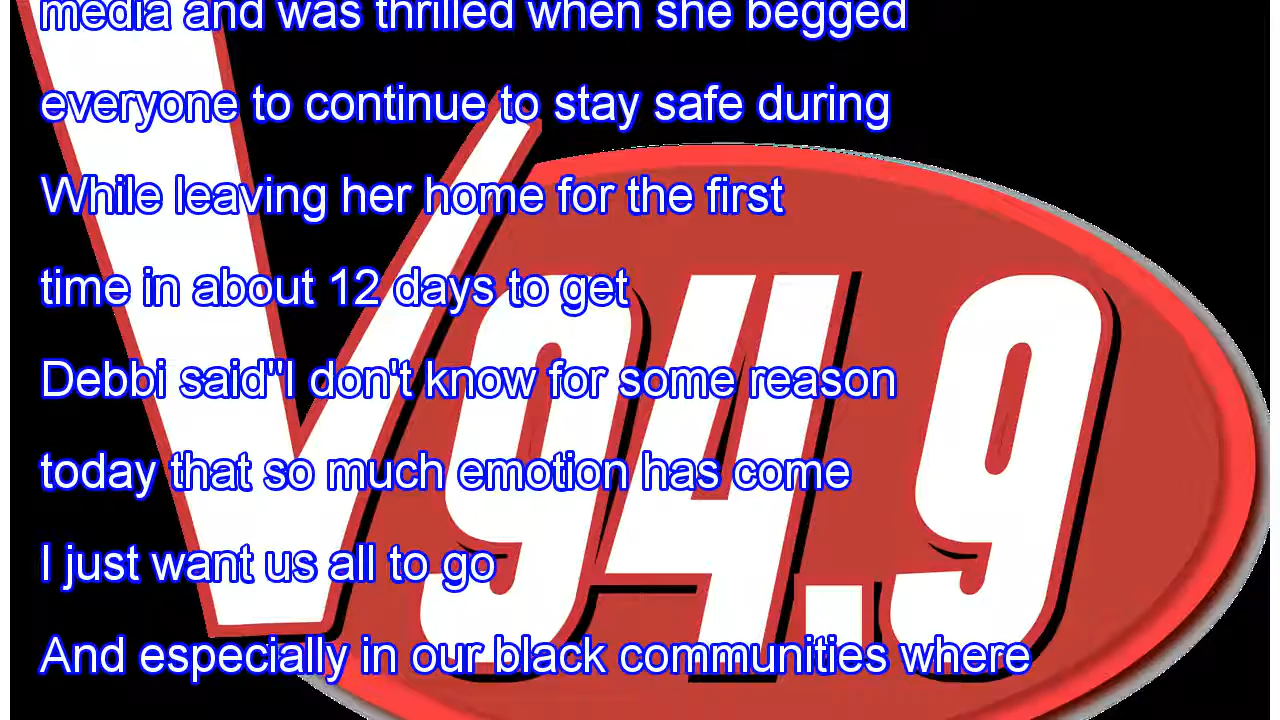 media and was thrilled when she begged
everyone to continue to stay safe during
While leaving her home for the first
time in about 12 days to get
Debbi said"I don't know for some reason
today that so much emotion has come
I just want us all to go
And especially in our black communities where
V 94.9